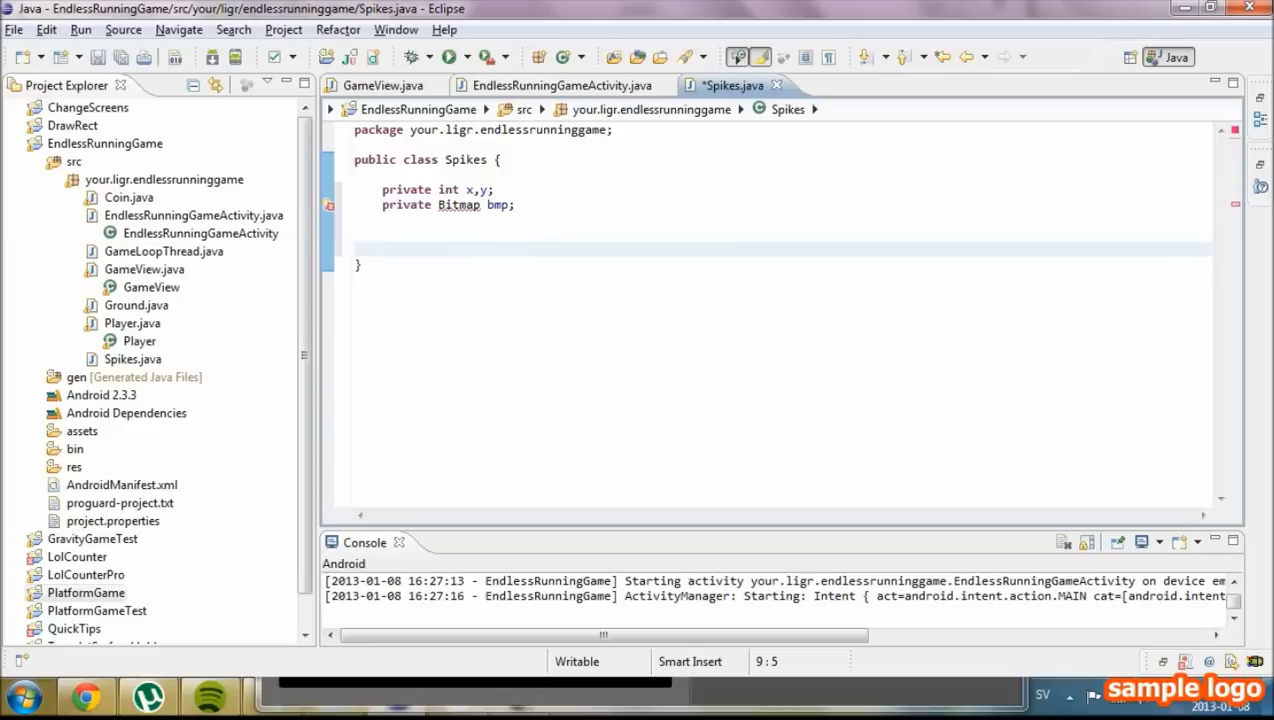 Java - EndlessRunningGame/src/your/ligr/endlessrunninggame/Spikes.java - Eclipse
File Edit Run Source Navigate Search Project Refactor Window Help
Java
Project Explorer
GameView.java EndlessRunningGameActivity.java *Spikes.java
EndlessRunningGame src your.ligr.endlessrunninggame Spikes
ChangeScreens
DrawRect
EndlessRunningGame
src
your.ligr.endlessrunninggame
Coin.java
EndlessRunningGameActivity.java
EndlessRunningGameActivity
GameLoopThread.java
GameView.java
GameView
Ground.java
Player.java
Player
Spikes.java
gen [Generated Java Files]
Android 2.3.3
Android Dependencies
assets
bin
res
AndroidManifest.xml
proguard-project.txt
project.properties
GravityGameTest
LolCounter
LolCounterPro
PlatformGame
PlatformGameTest
QuickTips
package your.ligr.endlessrunninggame;
public class Spikes {
private int x,y;
private Bitmap bmp;
}
Console
Android
[2013-01-08 16:27:13 - EndlessRunningGame] Starting activity your.ligr.endlessrunninggame.EndlessRunningGameActivity on device em
[2013-01-08 16:27:16 - EndlessRunningGame] ActivityManager: Starting: Intent { act=android.intent.action.MAIN cat=[android.intent
Writable Smart Insert 9 : 5
SV
sample logo
2013-01-08